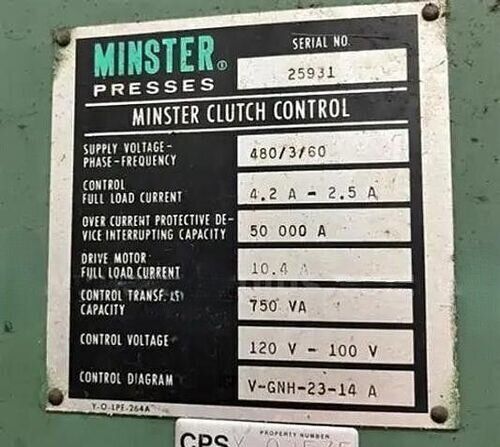 MINSTER®
PRESSES
SERIAL NO.
25931
MINSTER CLUTCH CONTROL
SUPPLY VOLTAGE-
PHASE-FREQUENCY
480/3/60
CONTROL
FULL LOAD CURRENT
4.2 A - 2.5 A
OVER CURRENT PROTECTIVE DE-
VICE INTERRUPTING CAPACITY
50 000 A
DRIVE MOTOR
FULL LOAD CURRENT
10.4 A
CONTROL TRANSF. (S)
CAPACITY
750 VA
CONTROL VOLTAGE
120 V - 100 V
CONTROL DIAGRAM
V-GNH-23-14 A
Y-O-LPE-264A
PROPERTY NUMBER
CPS